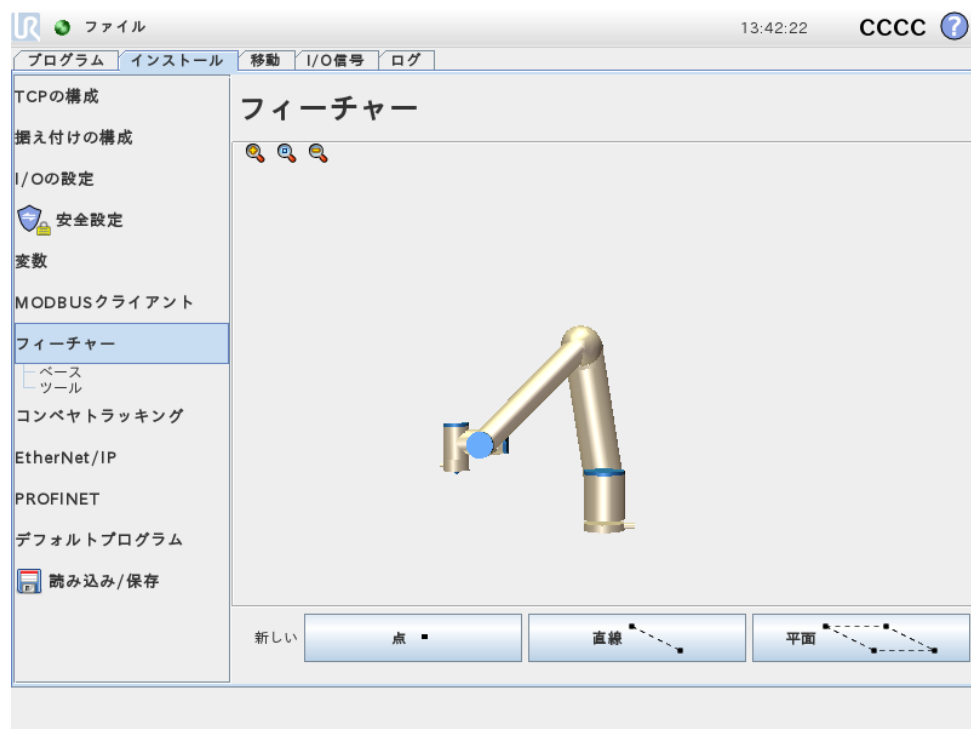 UR ファイル 13:42:22 CCCC ?
プログラム インストール 移動 I/O信号 ログ
TCPの構成
フィーチャー
据え付けの構成
I/Oの設定
安全設定
変数
MODBUSクライアント
フィーチャー
ベース
ツール
コンベヤトラッキング
EtherNet/IP
PROFINET
デフォルトプログラム
読み込み/保存
新しい 点 直線 平面